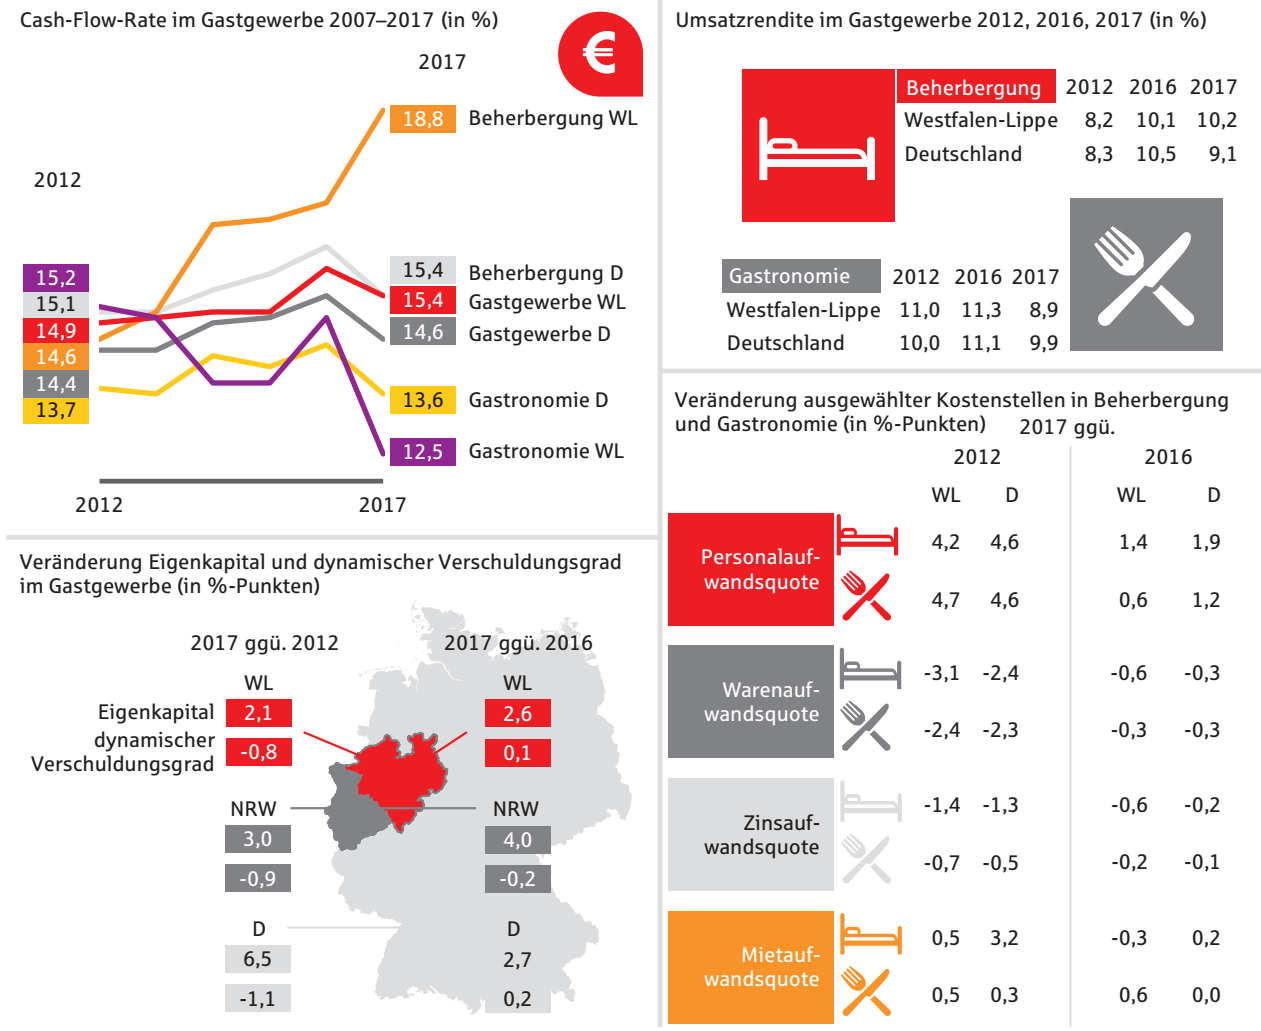 Cash-Flow-Rate im Gastgewerbe 2007–2017 (in %)
€
2017
2012
18,8 Beherbergung WL
15,2
15,1
14,9
14,6
14,4
13,7
15,4 Beherbergung D
15,4 Gastgewerbe WL
14,6 Gastgewerbe D
13,6 Gastronomie D
12,5 Gastronomie WL
2012 2017
Umsatzrendite im Gastgewerbe 2012, 2016, 2017 (in %)
Beherbergung 2012 2016 2017
Westfalen-Lippe 8,2 10,1 10,2
Deutschland 8,3 10,5 9,1
Gastronomie 2012 2016 2017
Westfalen-Lippe 11,0 11,3 8,9
Deutschland 10,0 11,1 9,9
Veränderung Eigenkapital und dynamischer Verschuldungsgrad
im Gastgewerbe (in %-Punkten)
2017 ggü. 2012 2017 ggü. 2016
WL WL
Eigenkapital 2,1 2,6
dynamischer
Verschuldungsgrad -0,8 0,1
NRW NRW
3,0 4,0
-0,9 -0,2
D D
6,5 2,7
-1,1 0,2
Veränderung ausgewählter Kostenstellen in Beherbergung
und Gastronomie (in %-Punkten) 2017 ggü.
2012 2016
WL D WL D
Personalauf-
wandsquote
4,2 4,6 1,4 1,9
4,7 4,6 0,6 1,2
Warenauf-
wandsquote
-3,1 -2,4 -0,6 -0,3
-2,4 -2,3 -0,3 -0,3
Zinsauf-
wandsquote
-1,4 -1,3 -0,6 -0,2
-0,7 -0,5 -0,2 -0,1
Mietauf-
wandsquote
0,5 3,2 -0,3 0,2
0,5 0,3 0,6 0,0